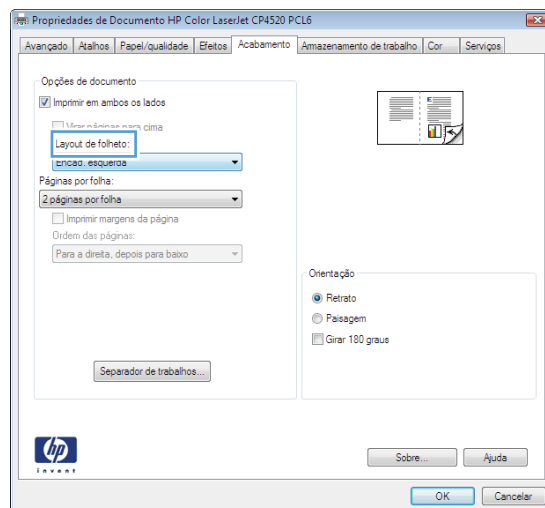 Propriedades de Documento HP Color LaserJet CP4520 PCL6
Avançado Atalhos Papel/qualidade Efeitos Acabamento Armazenamento de trabalho Cor Serviços
Opções de documento
Imprimir em ambos os lados
Virar páginas para cima
Layout de folheto:
Encad. esquerda
Páginas por folha:
2 páginas por folha
Imprimir margens da página
Ordem das páginas:
Para a direita, depois para baixo
Separador de trabalhos...
Orientação
Retrato
Paisagem
Girar 180 graus
hp
invent
Sobre... Ajuda
OK Cancelar